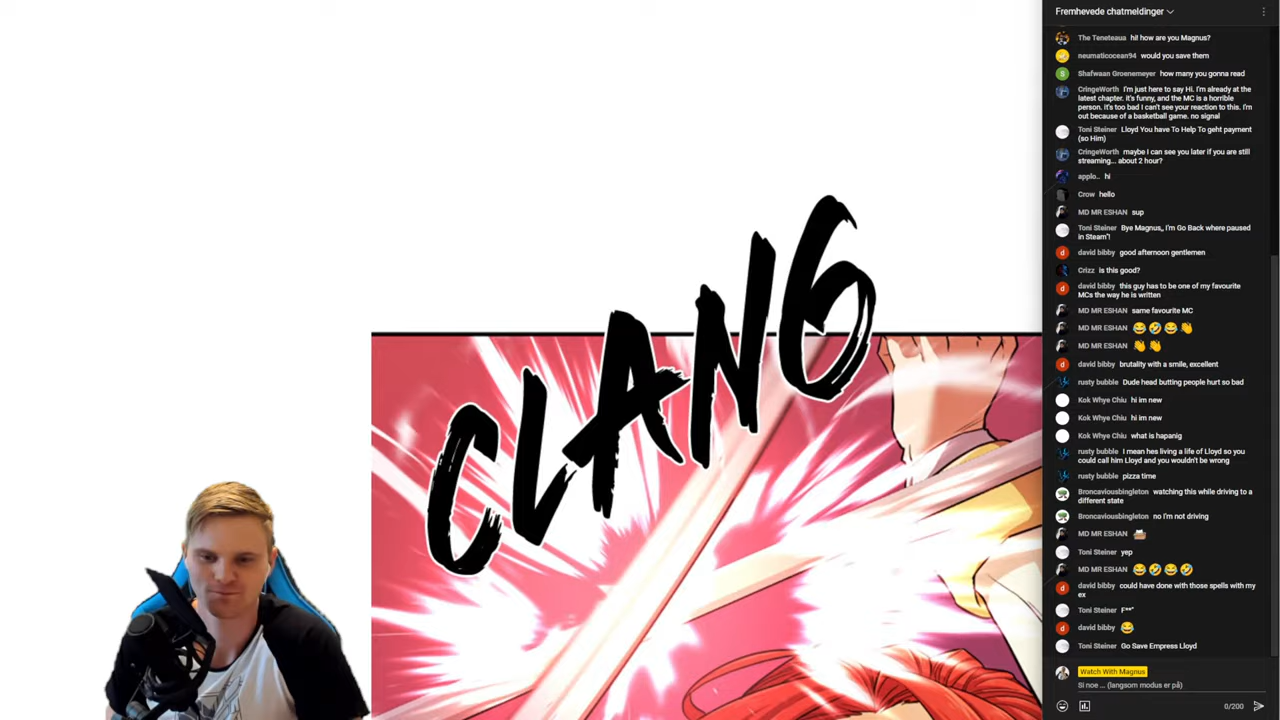 CLANG
Fremhevede chatmeldinger
The Teneteaua hi! how are you Magnus?
neumaticocean94 would you save them
Shafwaan Groenemeyer how many you gonna read
CringeWorth I'm just here to say Hi. I'm already at the
latest chapter. it's funny, and the MC is a horrible
person. it's too bad I can't see your reaction to this. I'm
out because of a basketball game. no signal
Toni Steiner Lloyd You have To Help To geht payment
(so Him)
CringeWorth maybe I can see you later if you are still
streaming... about 2 hour?
applo.. hi
Crow hello
MD MR ESHAN sup
Toni Steiner Bye Magnus,, I'm Go Back where paused
in Steam"!
david bibby good afternoon gentlemen
Crizz is this good?
david bibby this guy has to be one of my favourite
MCs the way he is written
MD MR ESHAN same favourite MC
MD MR ESHAN 😂🤣😂👏
MD MR ESHAN 👏👏
david bibby brutality with a smile, excellent
rusty bubble Dude head butting people hurt so bad
Kok Whye Chiu hi im new
Kok Whye Chiu hi im new
Kok Whye Chiu what is hapanig
rusty bubble I mean hes living a life of Lloyd so you
could call him Lloyd and you wouldn't be wrong
rusty bubble pizza time
Broncaviousbingleton watching this while driving to a
different state
Broncaviousbingleton no I'm not driving
MD MR ESHAN
Toni Steiner yep
MD MR ESHAN 😂🤣😂🤣
david bibby could have done with those spells with my
ex
Toni Steiner F**"
david bibby 😂
Toni Steiner Go Save Empress Lloyd
Watch With Magnus
Si noe ... (langsom modus er på)
0/200